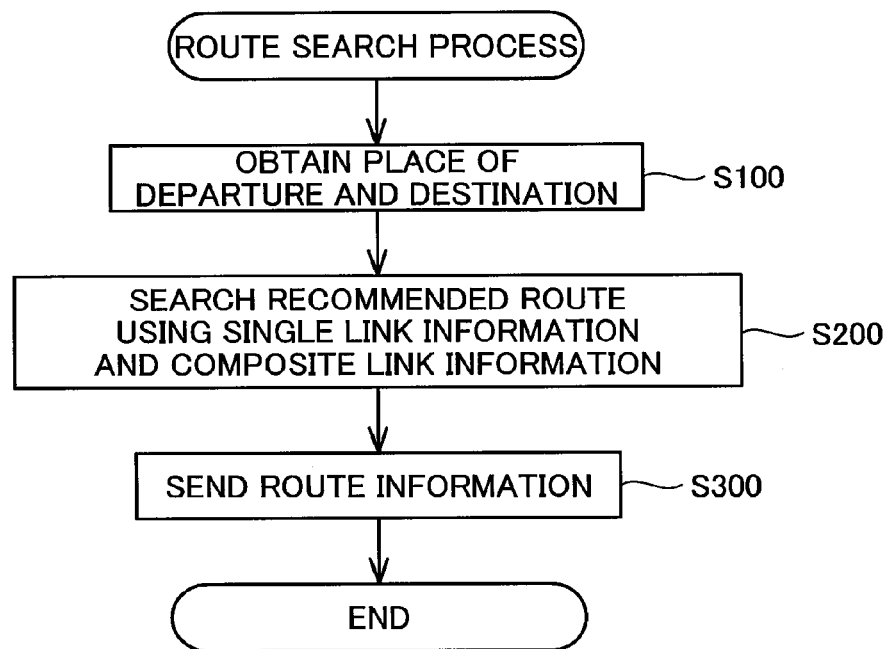 ROUTE SEARCH PROCESS
OBTAIN PLACE OF
DEPARTURE AND DESTINATION
S100
SEARCH RECOMMENDED ROUTE
USING SINGLE LINK INFORMATION
AND COMPOSITE LINK INFORMATION
S200
SEND ROUTE INFORMATION
S300
END